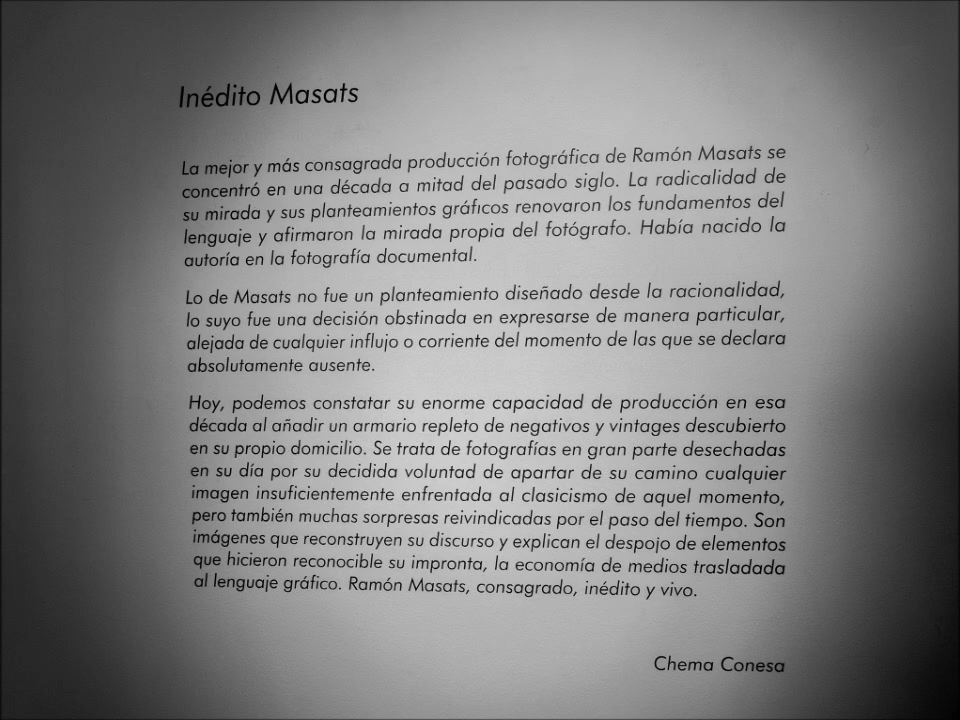 Inédito Masats
La mejor y más consagrada producción fotográfica de Ramón Masats se
concentró en una década a mitad del pasado siglo. La radicalidad de
su mirada y sus planteamientos gráficos renovaron los fundamentos del
lenguaje y afirmaron la mirada propia del fotógrafo. Había nacido la
autoría en la fotografía documental.
Lo de Masats no fue un planteamiento diseñado desde la racionalidad,
lo suyo fue una decisión obstinada en expresarse de manera particular,
alejada de cualquier influjo o corriente del momento de las que se declara
absolutamente ausente.
Hoy, podemos constatar su enorme capacidad de producción en esa
década al añadir un armario repleto de negativos y vintages descubierto
en su propio domicilio. Se trata de fotografías en gran parte desechadas
en su día por su decidida voluntad de apartar de su camino cualquier
imagen insuficientemente enfrentada al clasicismo de aquel momento,
pero también muchas sorpresas reivindicadas por el paso del tiempo. Son
imágenes que reconstruyen su discurso y explican el despojo de elementos
que hicieron reconocible su impronta, la economía de medios trasladada
al lenguaje gráfico. Ramón Masats, consagrado, inédito y vivo.
Chema Conesa